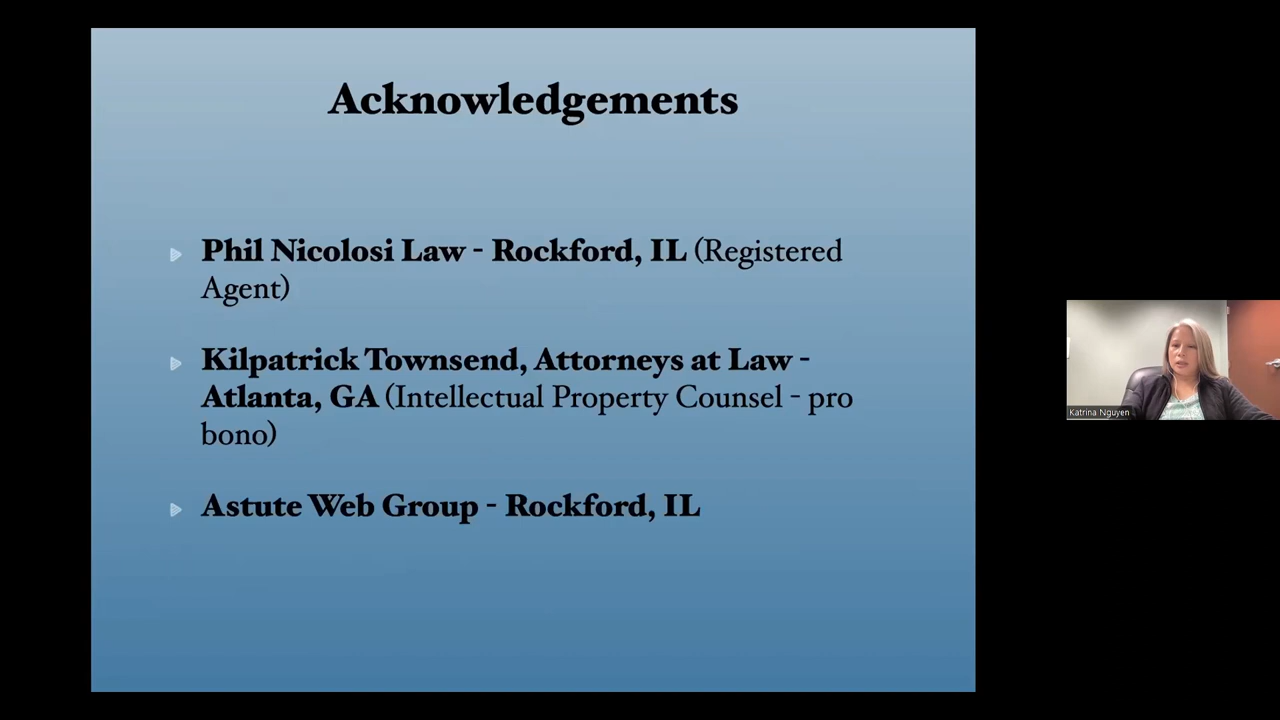 Acknowledgements
Phil Nicolosi Law - Rockford, IL (Registered
Agent)
Kilpatrick Townsend, Attorneys at Law -
Atlanta, GA (Intellectual Property Counsel - pro
bono)
Astute Web Group - Rockford, IL
Katrina Nguyen